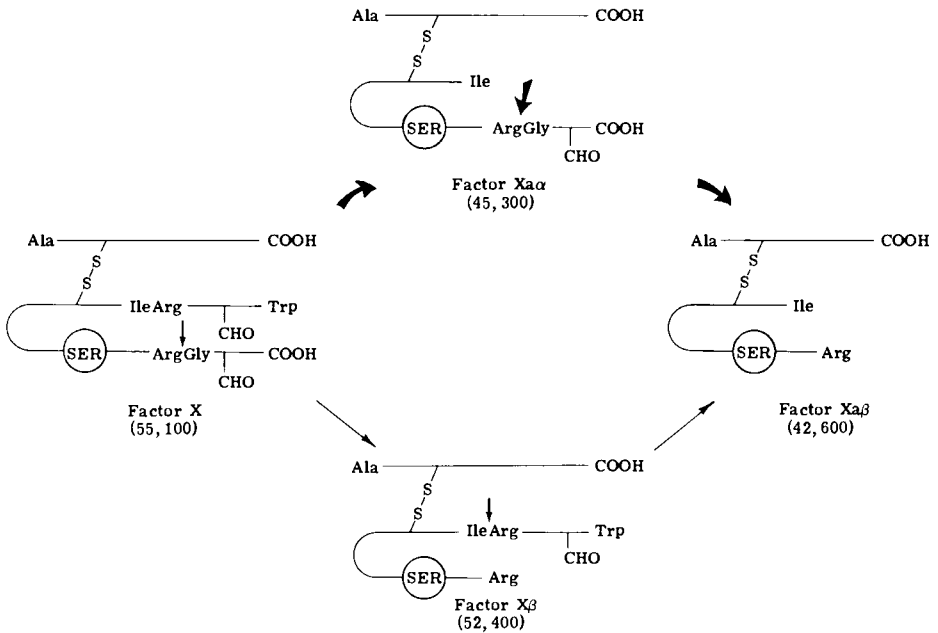 Ala COOH
S
S
Ile
SER ArgGly COOH
CHO
Factor Xaα
(45, 300)
Ala COOH
S
S
IleArg Trp
CHO
SER ArgGly COOH
CHO
Factor X
(55, 100)
Ala COOH
S
S
Ile
SER Arg
Factor Xaβ
(42, 600)
Ala COOH
S
S
IleArg Trp
CHO
SER Arg
Factor Xβ
(52, 400)